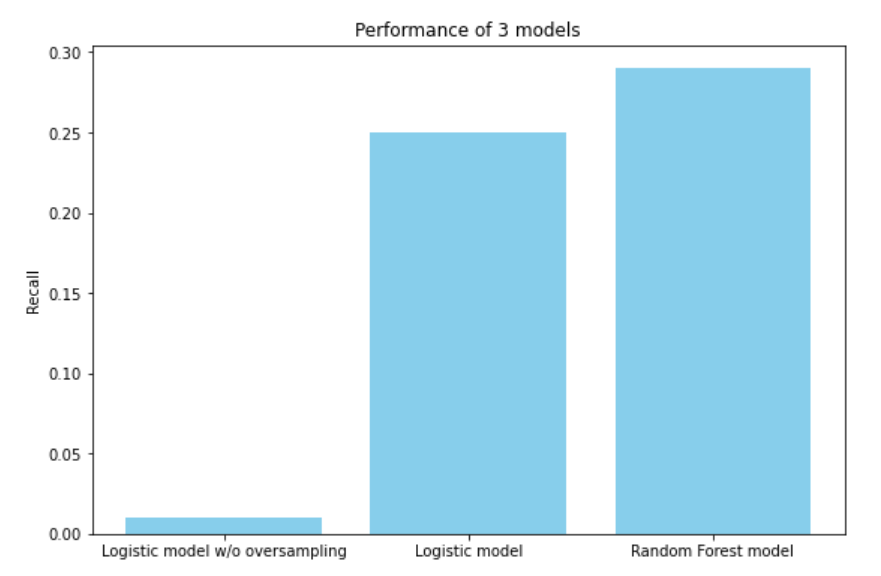 Performance of 3 models
0.30
0.25
0.20
0.15
0.10
0.05
0.00
Recall
Logistic model w/o oversampling
Logistic model
Random Forest model